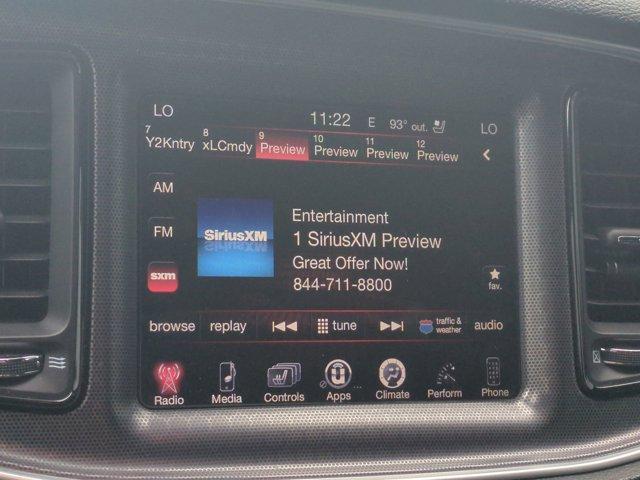 LO 11:22 E 93° out. LO
7 8 9 10 11 12
Y2Kntry xLCmdy Preview Preview Preview Preview
AM
FM
sxm
SiriusXM
Entertainment
1 SiriusXM Preview
Great Offer Now!
844-711-8800
fav.
browse replay tune traffic & weather audio
Radio Media Controls Apps Climate Perform Phone